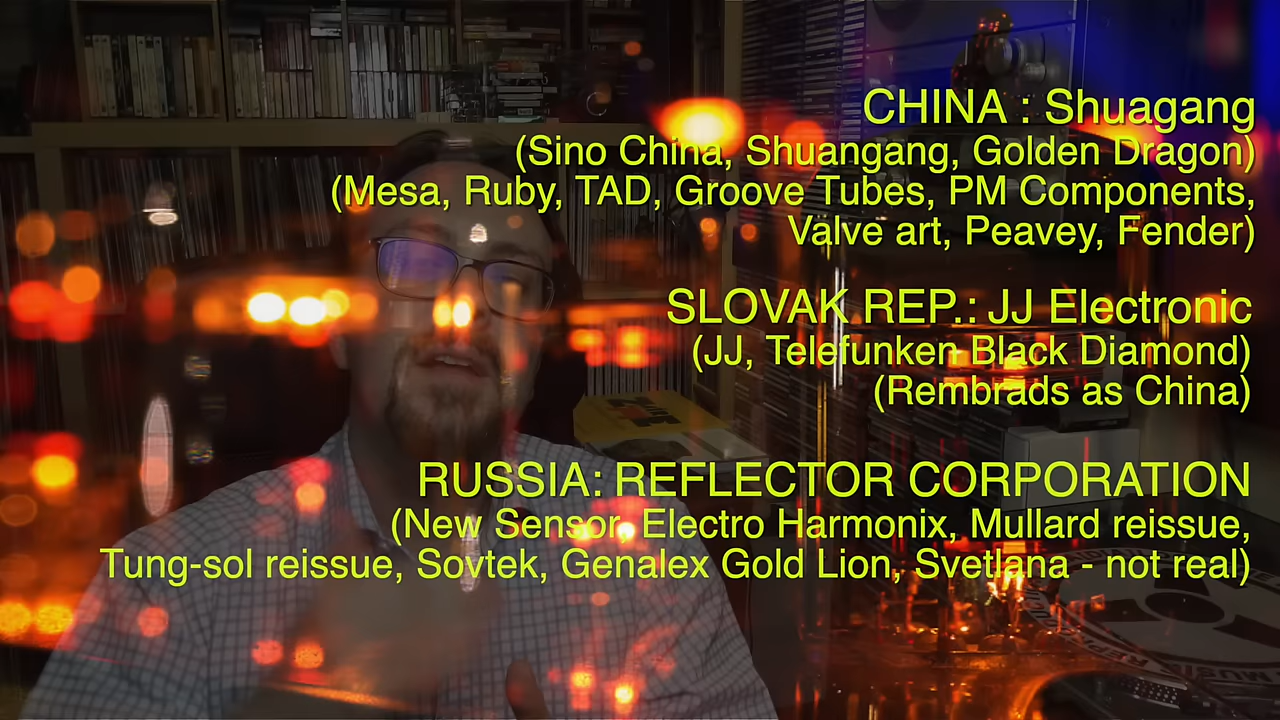 CHINA : Shuagang
(Sino China, Shuangang, Golden Dragon)
(Mesa, Ruby, TAD, Groove Tubes, PM Components,
Valve art, Peavey, Fender)
SLOVAK REP.: JJ Electronic
(JJ, Telefunken Black Diamond)
(Rembrads as China)
RUSSIA: REFLECTOR CORPORATION
(New Sensor, Electro Harmonix, Mullard reissue,
Tung-sol reissue, Sovtek, Genalex Gold Lion, Svetlana - not real)